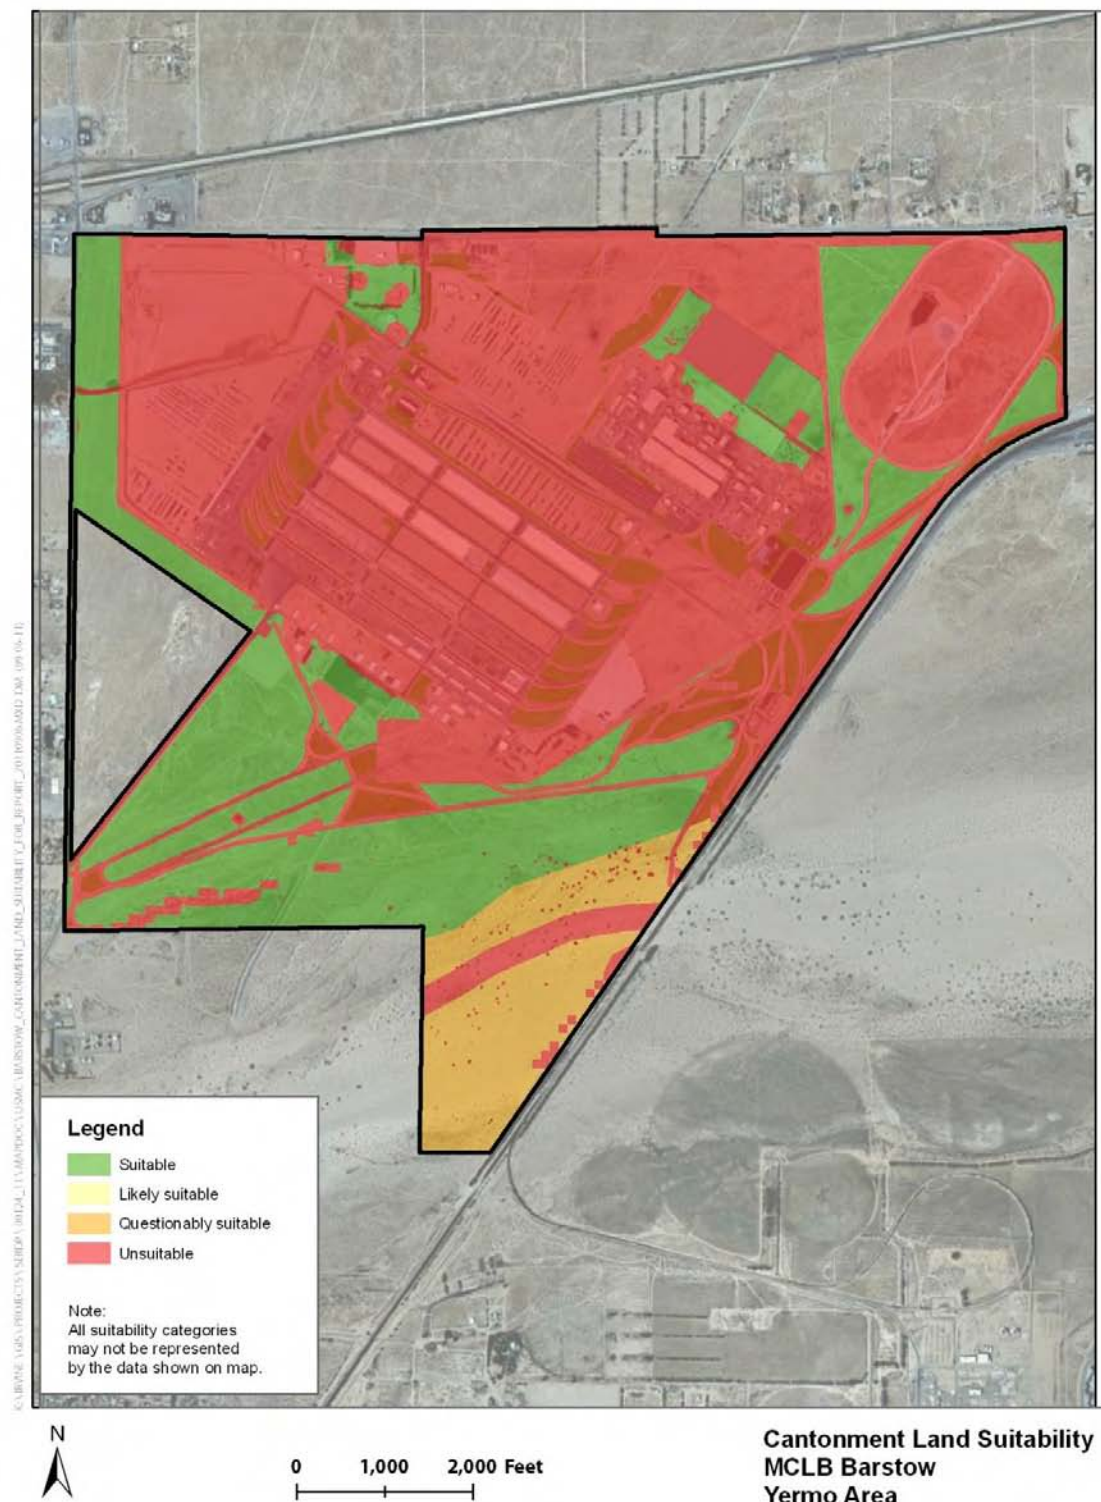 Legend
Suitable
Likely suitable
Questionably suitable
Unsuitable
Note:
All suitability categories
may not be represented
by the data shown on map.
N
0 1,000 2,000 Feet
Cantonment Land Suitability
MCLB Barstow
Yermo Area